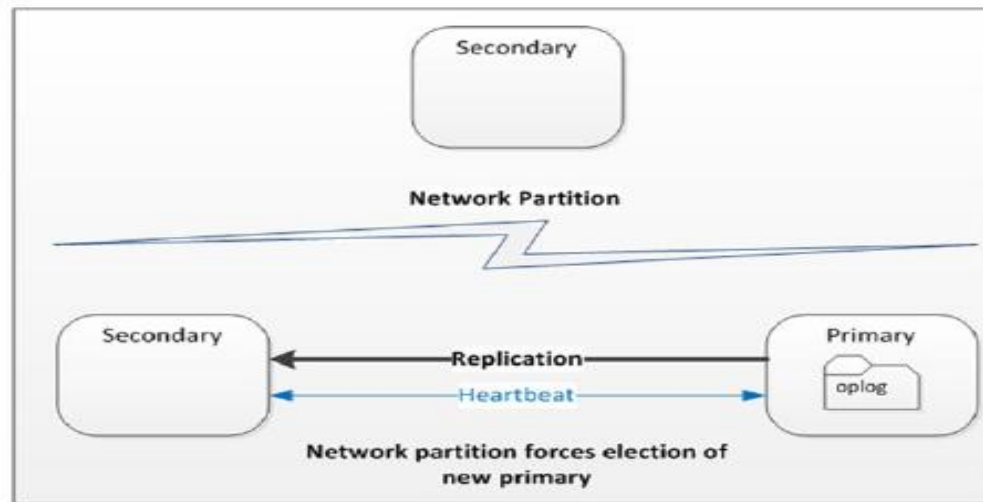 Secondary
Network Partition
Secondary
Primary
oplog
Replication
Heartbeat
Network partition forces election of
new primary